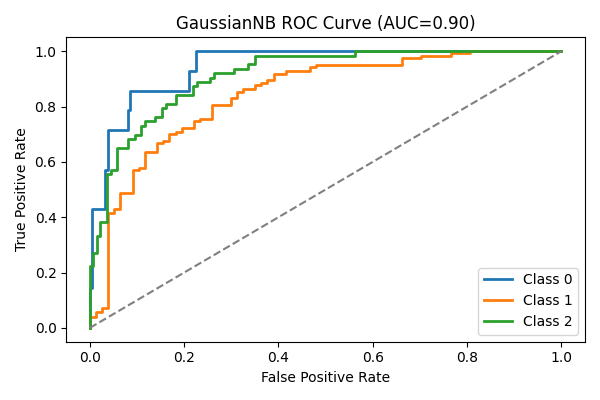 GaussianNB ROC Curve (AUC=0.90)
True Positive Rate
1.0
0.8
0.6
0.4
0.2
0.0
Class 0
Class 1
Class 2
0.0 0.2 0.4 0.6 0.8 1.0
False Positive Rate